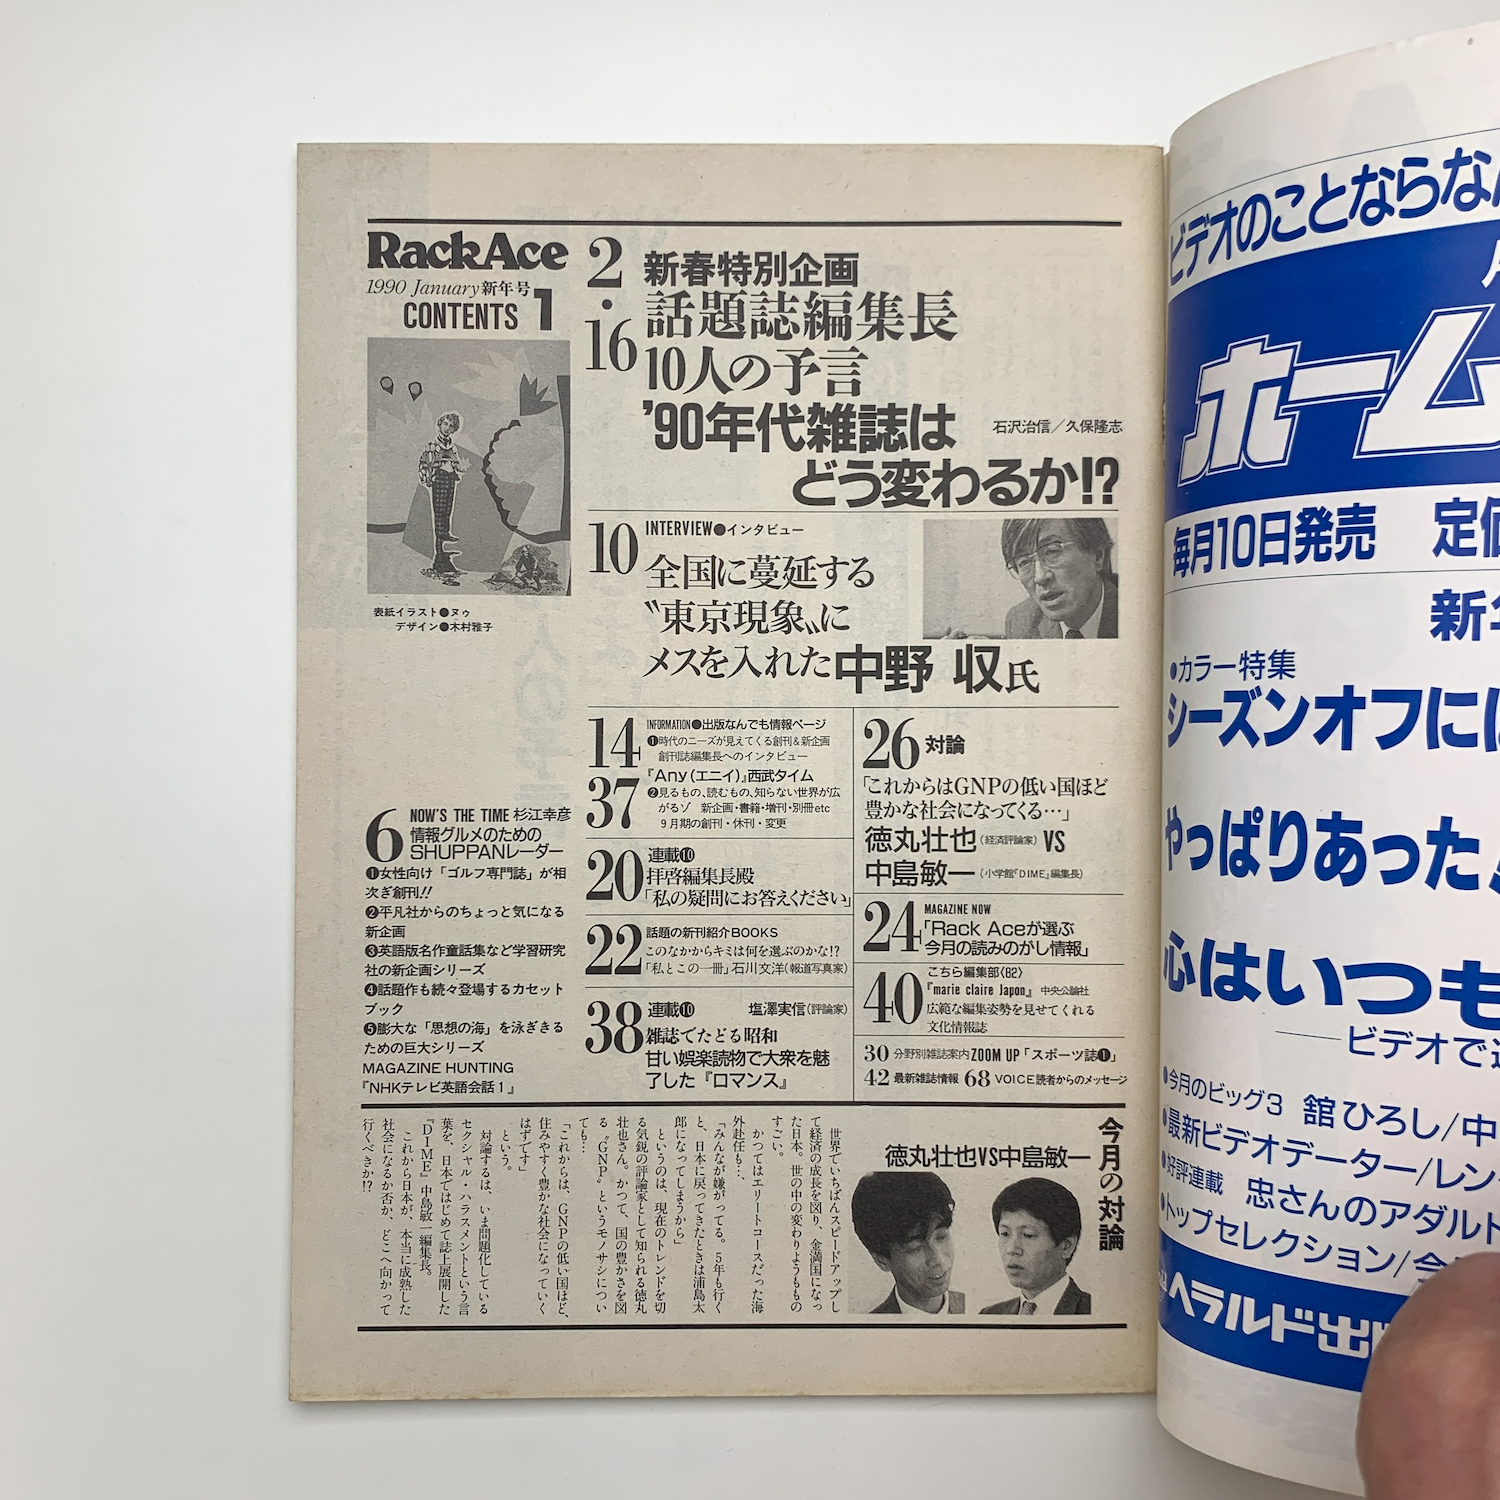 RackAce
1990 January新年号
CONTENTS 1
表紙イラスト●ヌゥ
デザイン●木村雅子
6 NOW'S THE TIME 杉江幸彦
情報グルメのための
SHUPPANレーダー
❶女性向け「ゴルフ専門誌」が相
次ぎ創刊!!
❷平凡社からのちょっと気になる
新企画
❸英語版名作童話集など学習研究
社の新企画シリーズ
❹話題作も続々登場するカセット
ブック
❺膨大な「思想の海」を泳ぎきる
ための巨大シリーズ
MAGAZINE HUNTING
『NHKテレビ英語会話1』
2・16
新春特別企画
話題誌編集長
10人の予言
'90年代雑誌は
どう変わるか!?
石沢治信／久保隆志
10 INTERVIEW●インタビュー
全国に蔓延する
〝東京現象〟に
メスを入れた中野 収氏
14 INFORMATION●出版なんでも情報ページ
❶時代のニーズが見えてくる創刊&新企画
創刊誌編集長へのインタビュー
『Any(エニイ)』西武タイム
37 ❷見るもの、読むもの、知らない世界が広
がるゾ 新企画・書籍・増刊・別冊etc
9月期の創刊・休刊・変更
20 連載❿
拝啓編集長殿
「私の疑問にお答えください」
22 話題の新刊紹介BOOKS
このなかからキミは何を選ぶのかな!?
「私とこの一冊」石川文洋(報道写真家)
38 連載❿ 塩澤実信(評論家)
雑誌でたどる昭和
甘い娯楽読物で大衆を魅
了した『ロマンス』
26 対論
「これからはGNPの低い国ほど
豊かな社会になってくる…」
徳丸壮也(経済評論家) VS
中島敏一(小学館『DIME』編集長)
24 MAGAZINE NOW
「Rack Aceが選ぶ
今月の読みのがし情報」
40 こちら編集部〈82〉
『marie claire Japon』 中央公論社
広範な編集姿勢を見せてくれる
文化情報誌
30 分野別雑誌案内 ZOOM UP「スポーツ誌❶」
42 最新雑誌情報 68 VOICE読者からのメッセージ
今月の対論
徳丸壮也VS中島敏一
世界でいちばんスピードアップし
て経済の成長を図り、金満国になっ
た日本。世の中の変わりようももの
すごい。
かつてはエリートコースだった海
外赴任も…、
「みんなが嫌がってる。5年も行く
と、日本に戻ってきたときは浦島太
郎になってしまうから」
というのは、現在のトレンドを切
る気鋭の評論家として知られる徳丸
壮也さん。かつて、国の豊かさを図
る〝GNP〟というモノサシについ
ても…、
「これからは、GNPの低い国ほど、
住みやすく豊かな社会になっていく
はずです」
という。
対論するは、いま問題化している
セクシャル・ハラスメントという言
葉を、日本ではじめて誌上展開した
『DIME』中島敏一編集長。
これから日本が、本当に成熟した
社会になるか否か、どこへ向かって
行くべきか!?
ビデオのことならな
ホーム
毎月10日発売 定価
新年
●カラー特集
シーズンオフには
やっぱりあった
心はいつも
──ビデオで
●今月のビッグ3 舘ひろし/中
●最新ビデオデーター/レン
●好評連載 忠さんのアダルト
●トップセレクション/今
ヘラルド出